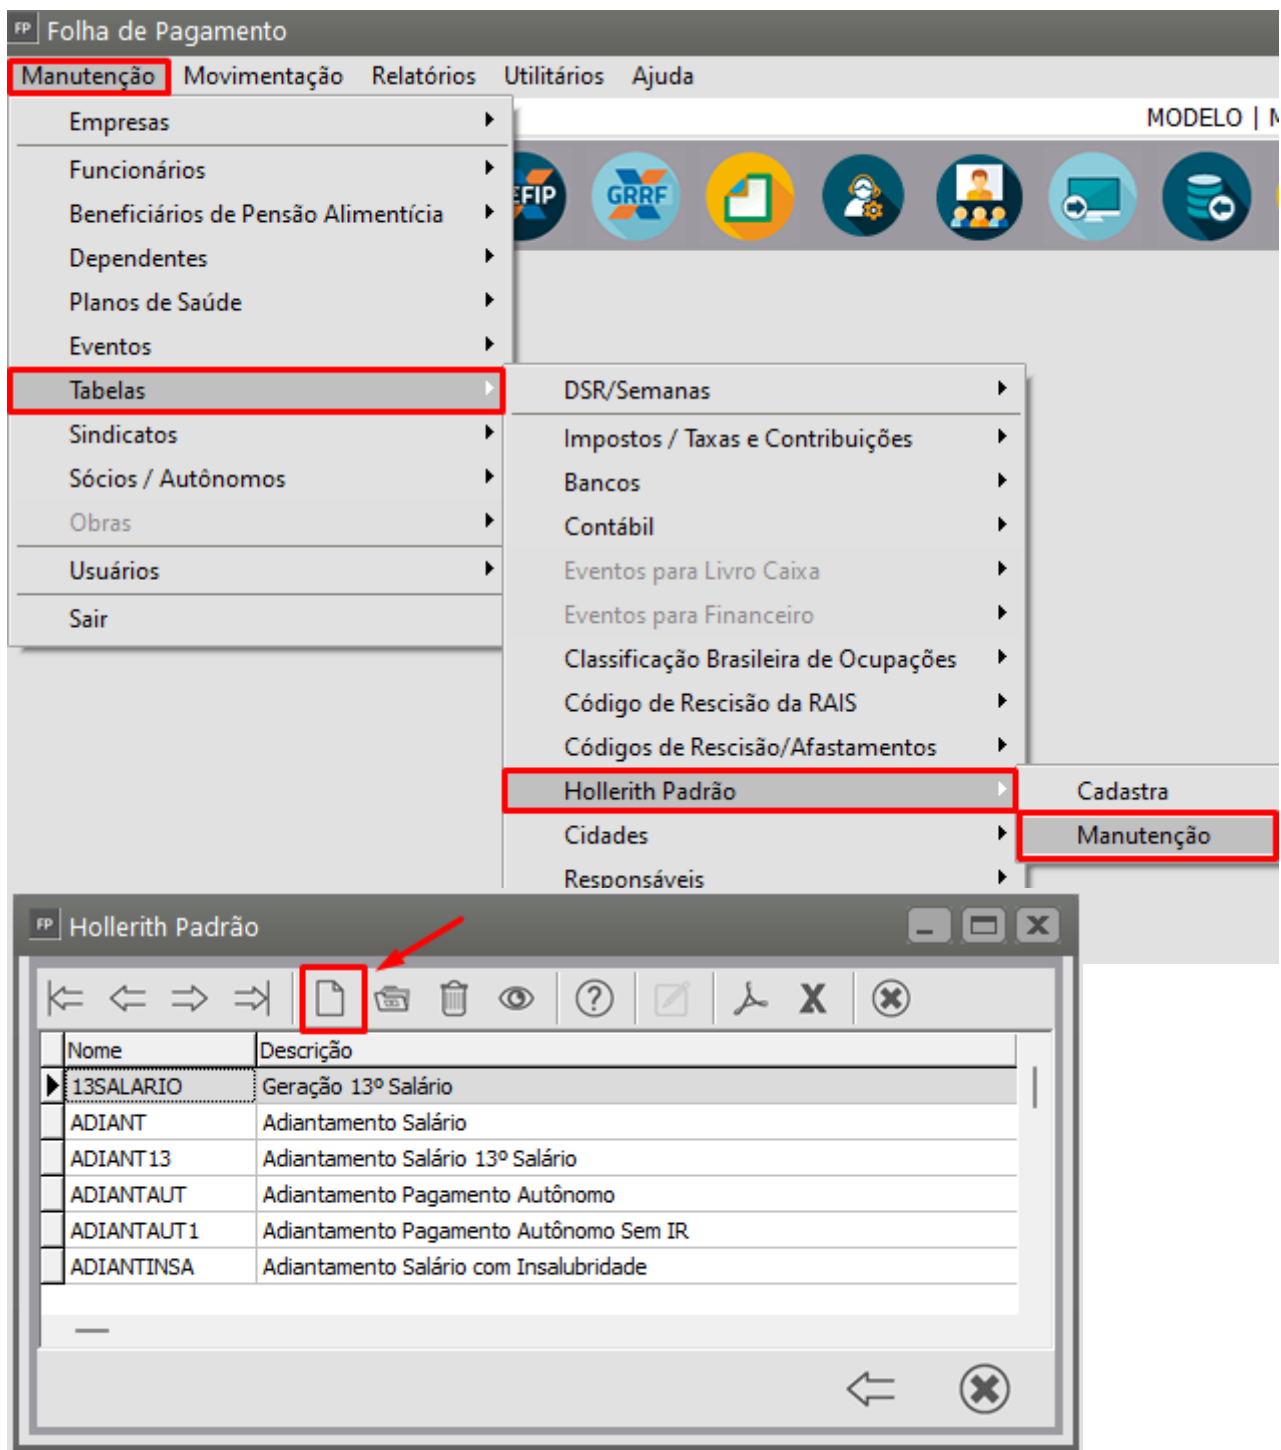 FP Folha de Pagamento
Manutenção Movimentação Relatórios Utilitários Ajuda
MODELO |
Empresas
Funcionários
Beneficiários de Pensão Alimentícia
Dependentes
Planos de Saúde
Eventos
Tabelas
Sindicatos
Sócios / Autônomos
Obras
Usuários
Sair
EFIP GRRF
DSR/Semanas
Impostos / Taxas e Contribuições
Bancos
Contábil
Eventos para Livro Caixa
Eventos para Financeiro
Classificação Brasileira de Ocupações
Código de Rescisão da RAIS
Códigos de Rescisão/Afastamentos
Hollerith Padrão
Cidades
Responsáveis
Cadastra
Manutenção
FP Hollerith Padrão
Nome Descrição
13SALARIO Geração 13º Salário
ADIANT Adiantamento Salário
ADIANT13 Adiantamento Salário 13º Salário
ADIANTAUT Adiantamento Pagamento Autônomo
ADIANTAUT1 Adiantamento Pagamento Autônomo Sem IR
ADIANTINSA Adiantamento Salário com Insalubridade